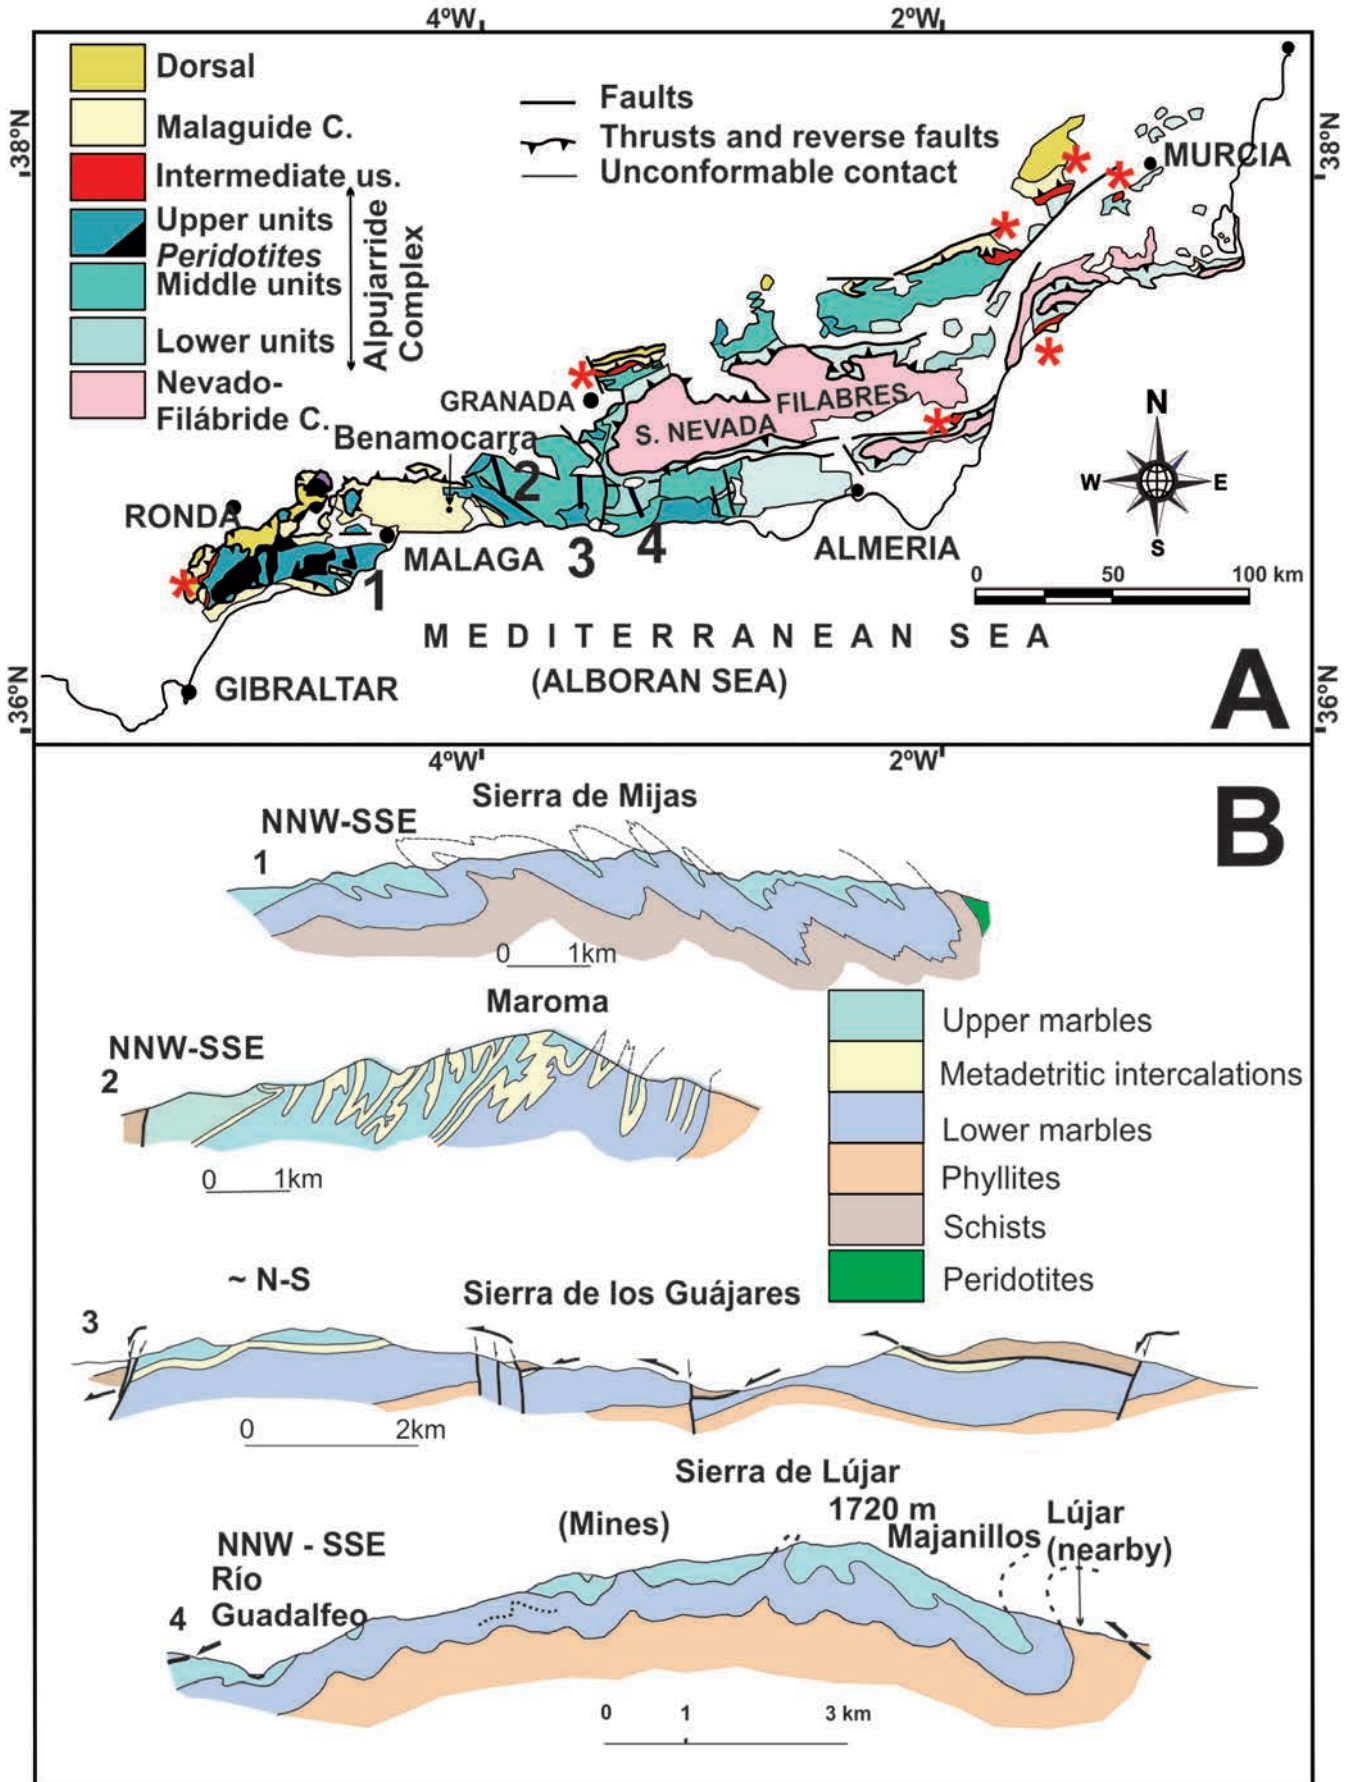 4ºW
2ºW
38ºN
38ºN
Dorsal
Malaguide C.
Intermediate us.
Upper units
Peridotites
Middle units
Lower units
Nevado-
Filábride C.
Alpujarride
Complex
Faults
Thrusts and reverse faults
Unconformable contact
MURCIA
GRANADA
FILABRES
S. NEVADA
Benamocarra
N
W
E
S
RONDA
2
MALAGA
3
4
ALMERIA
1
0 50 100 km
MEDITERRANEAN SEA
(ALBORAN SEA)
GIBRALTAR
A
36ºN
36ºN
4ºW
2ºW
B
Sierra de Mijas
NNW-SSE
1
0 1km
Maroma
NNW-SSE
2
0 1km
Upper marbles
Metadetritic intercalations
Lower marbles
Phyllites
Schists
Peridotites
~ N-S
Sierra de los Guájares
3
0 2km
Sierra de Lújar
1720 m
(Mines)
Majanillos
Lújar
(nearby)
NNW - SSE
Río
Guadalfeo
4
0 1 3 km